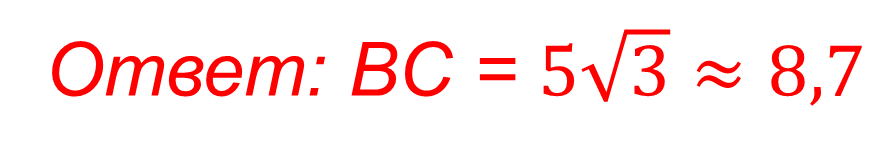 Ответ: BC = 5√3 ≈ 8,7